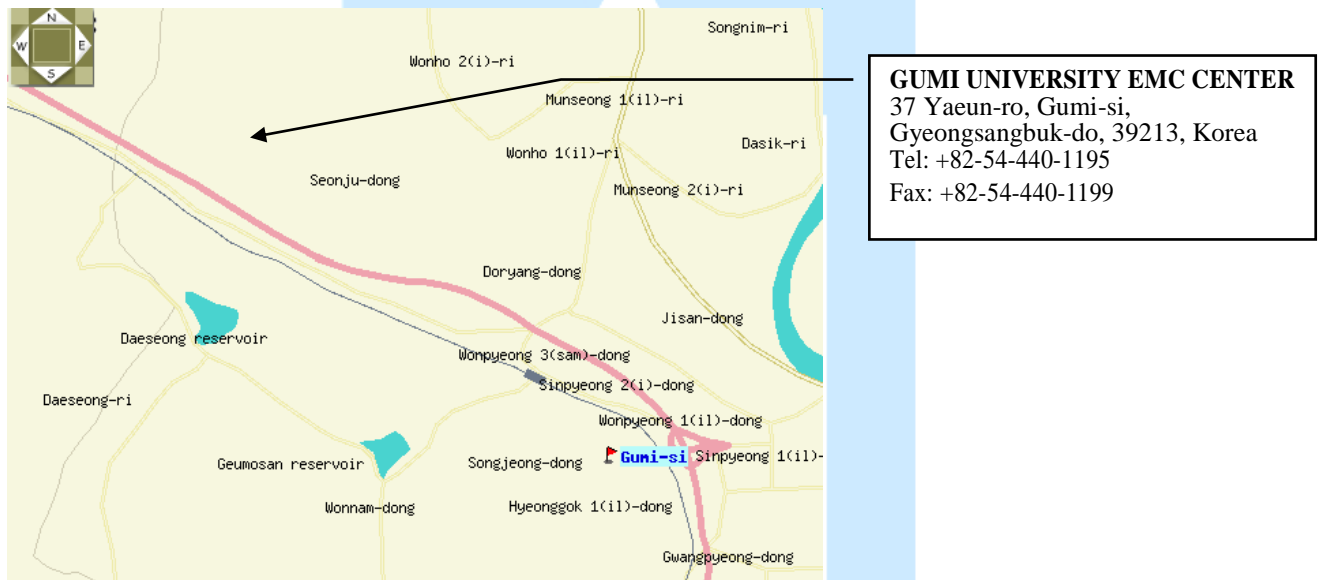 N
W E
S
Songnim-ri
Wonho 2(i)-ri
Munseong 1(il)-ri
Dasik-ri
Wonho 1(il)-ri
Seonju-dong
Munseong 2(i)-ri
Doryang-dong
Jisan-dong
Daeseong reservoir
Wonpyeong 3(sam)-dong
Sinpyeong 2(i)-dong
Daeseong-ri
Wonpyeong 1(il)-dong
Gumi-si
Sinpyeong 1(il)-
Geumosan reservoir
Songjeong-dong
Wonnam-dong
Hyeonggok 1(il)-dong
Gwangpyeong-dong
GUMI UNIVERSITY EMC CENTER
37 Yaeun-ro, Gumi-si,
Gyeongsangbuk-do, 39213, Korea
Tel: +82-54-440-1195
Fax: +82-54-440-1199